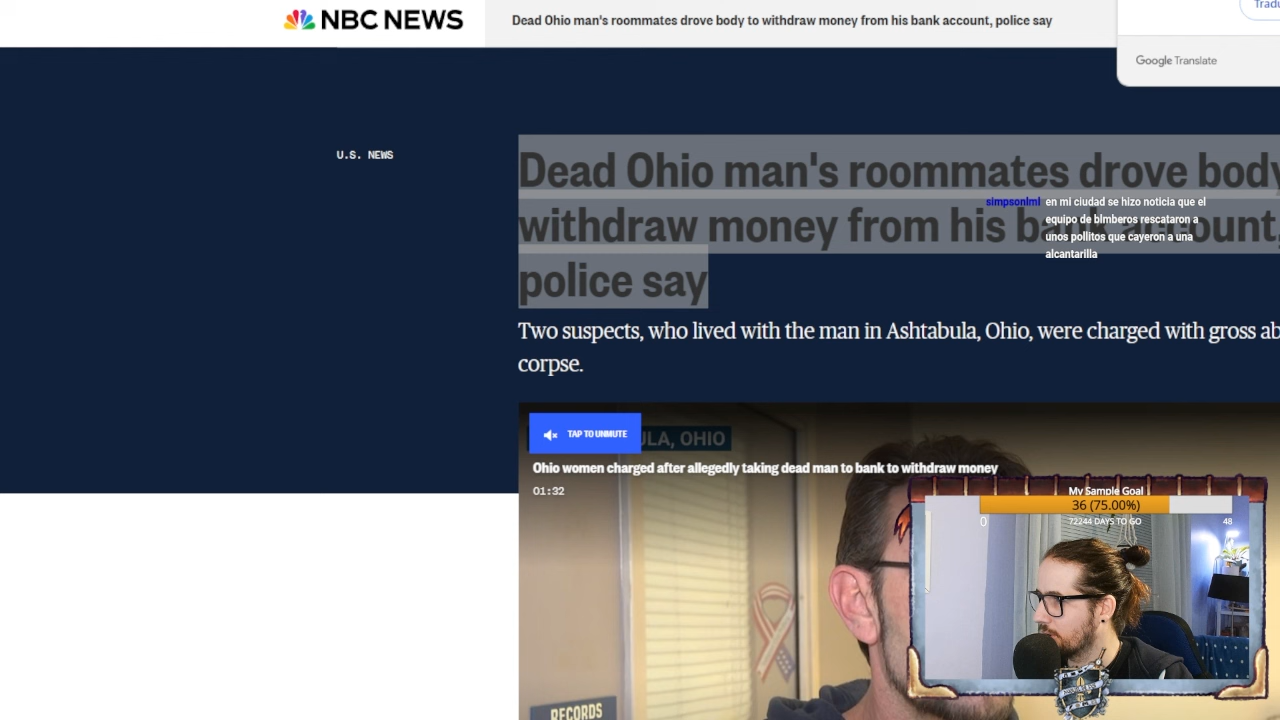 NBC NEWS
Dead Ohio man's roommates drove body to withdraw money from his bank account, police say
Google Translate
U.S. NEWS
Dead Ohio man's roommates drove body
withdraw money from his bank account,
police say
simpsonlml en mi ciudad se hizo noticia que el
equipo de blmberos rescataron a
unos pollitos que cayeron a una
alcantarilla
Two suspects, who lived with the man in Ashtabula, Ohio, were charged with gross ab
corpse.
TAP TO UNMUTE
ULA, OHIO
Ohio women charged after allegedly taking dead man to bank to withdraw money
01:32
My Sample Goal
36 (75.00%)
0
72244 DAYS TO GO
48
RECORDS